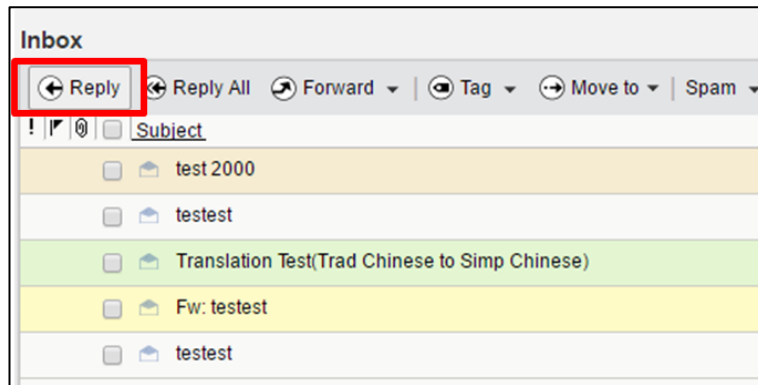 Inbox
Reply Reply All Forward Tag Move to Spam
! Subject
test 2000
testest
Translation Test(Trad Chinese to Simp Chinese)
Fw: testest
testest